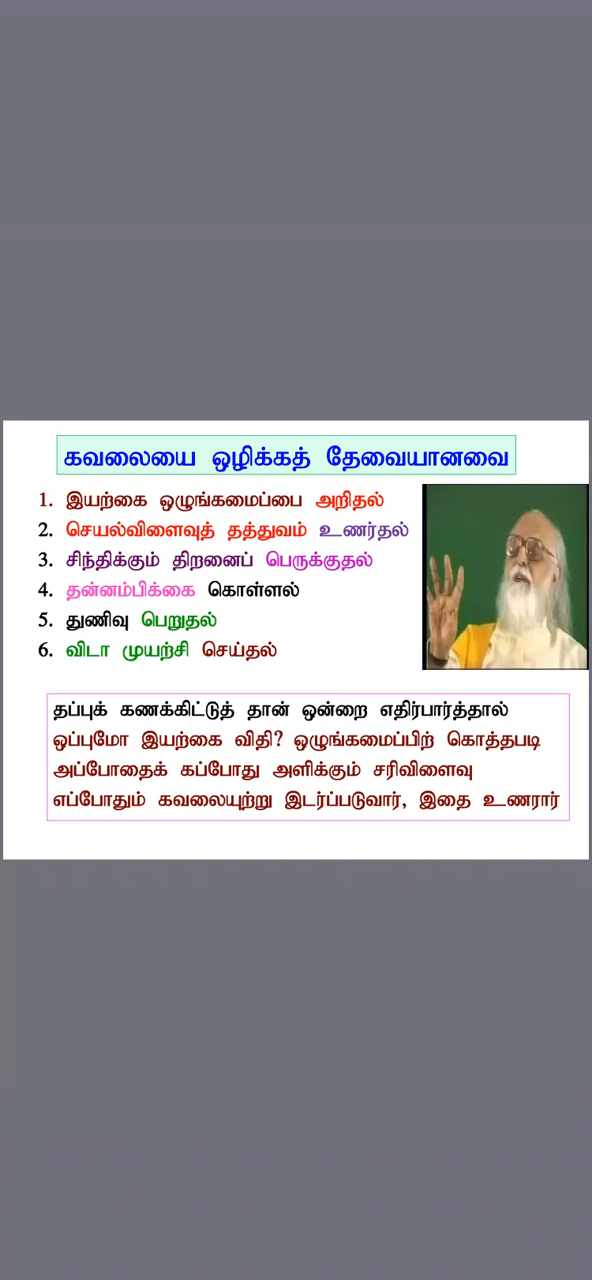 கவலையை ஒழிக்கத் தேவையானவை
1. இயற்கை ஒழுங்கமைப்பை அறிதல்
2. செயல்விளைவுத் தத்துவம் உணர்தல்
3. சிந்திக்கும் திறனைப் பெருக்குதல்
4. தன்னம்பிக்கை கொள்ளல்
5. துணிவு பெறுதல்
6. விடா முயற்சி செய்தல்
தப்புக் கணக்கிட்டுத் தான் ஒன்றை எதிர்பார்த்தால்
ஒப்புமோ இயற்கை விதி? ஒழுங்கமைப்பிற் கொத்தபடி
அப்போதைக் கப்போது அளிக்கும் சரிவிளைவு
எப்போதும் கவலையுற்று இடர்ப்படுவார், இதை உணரார்